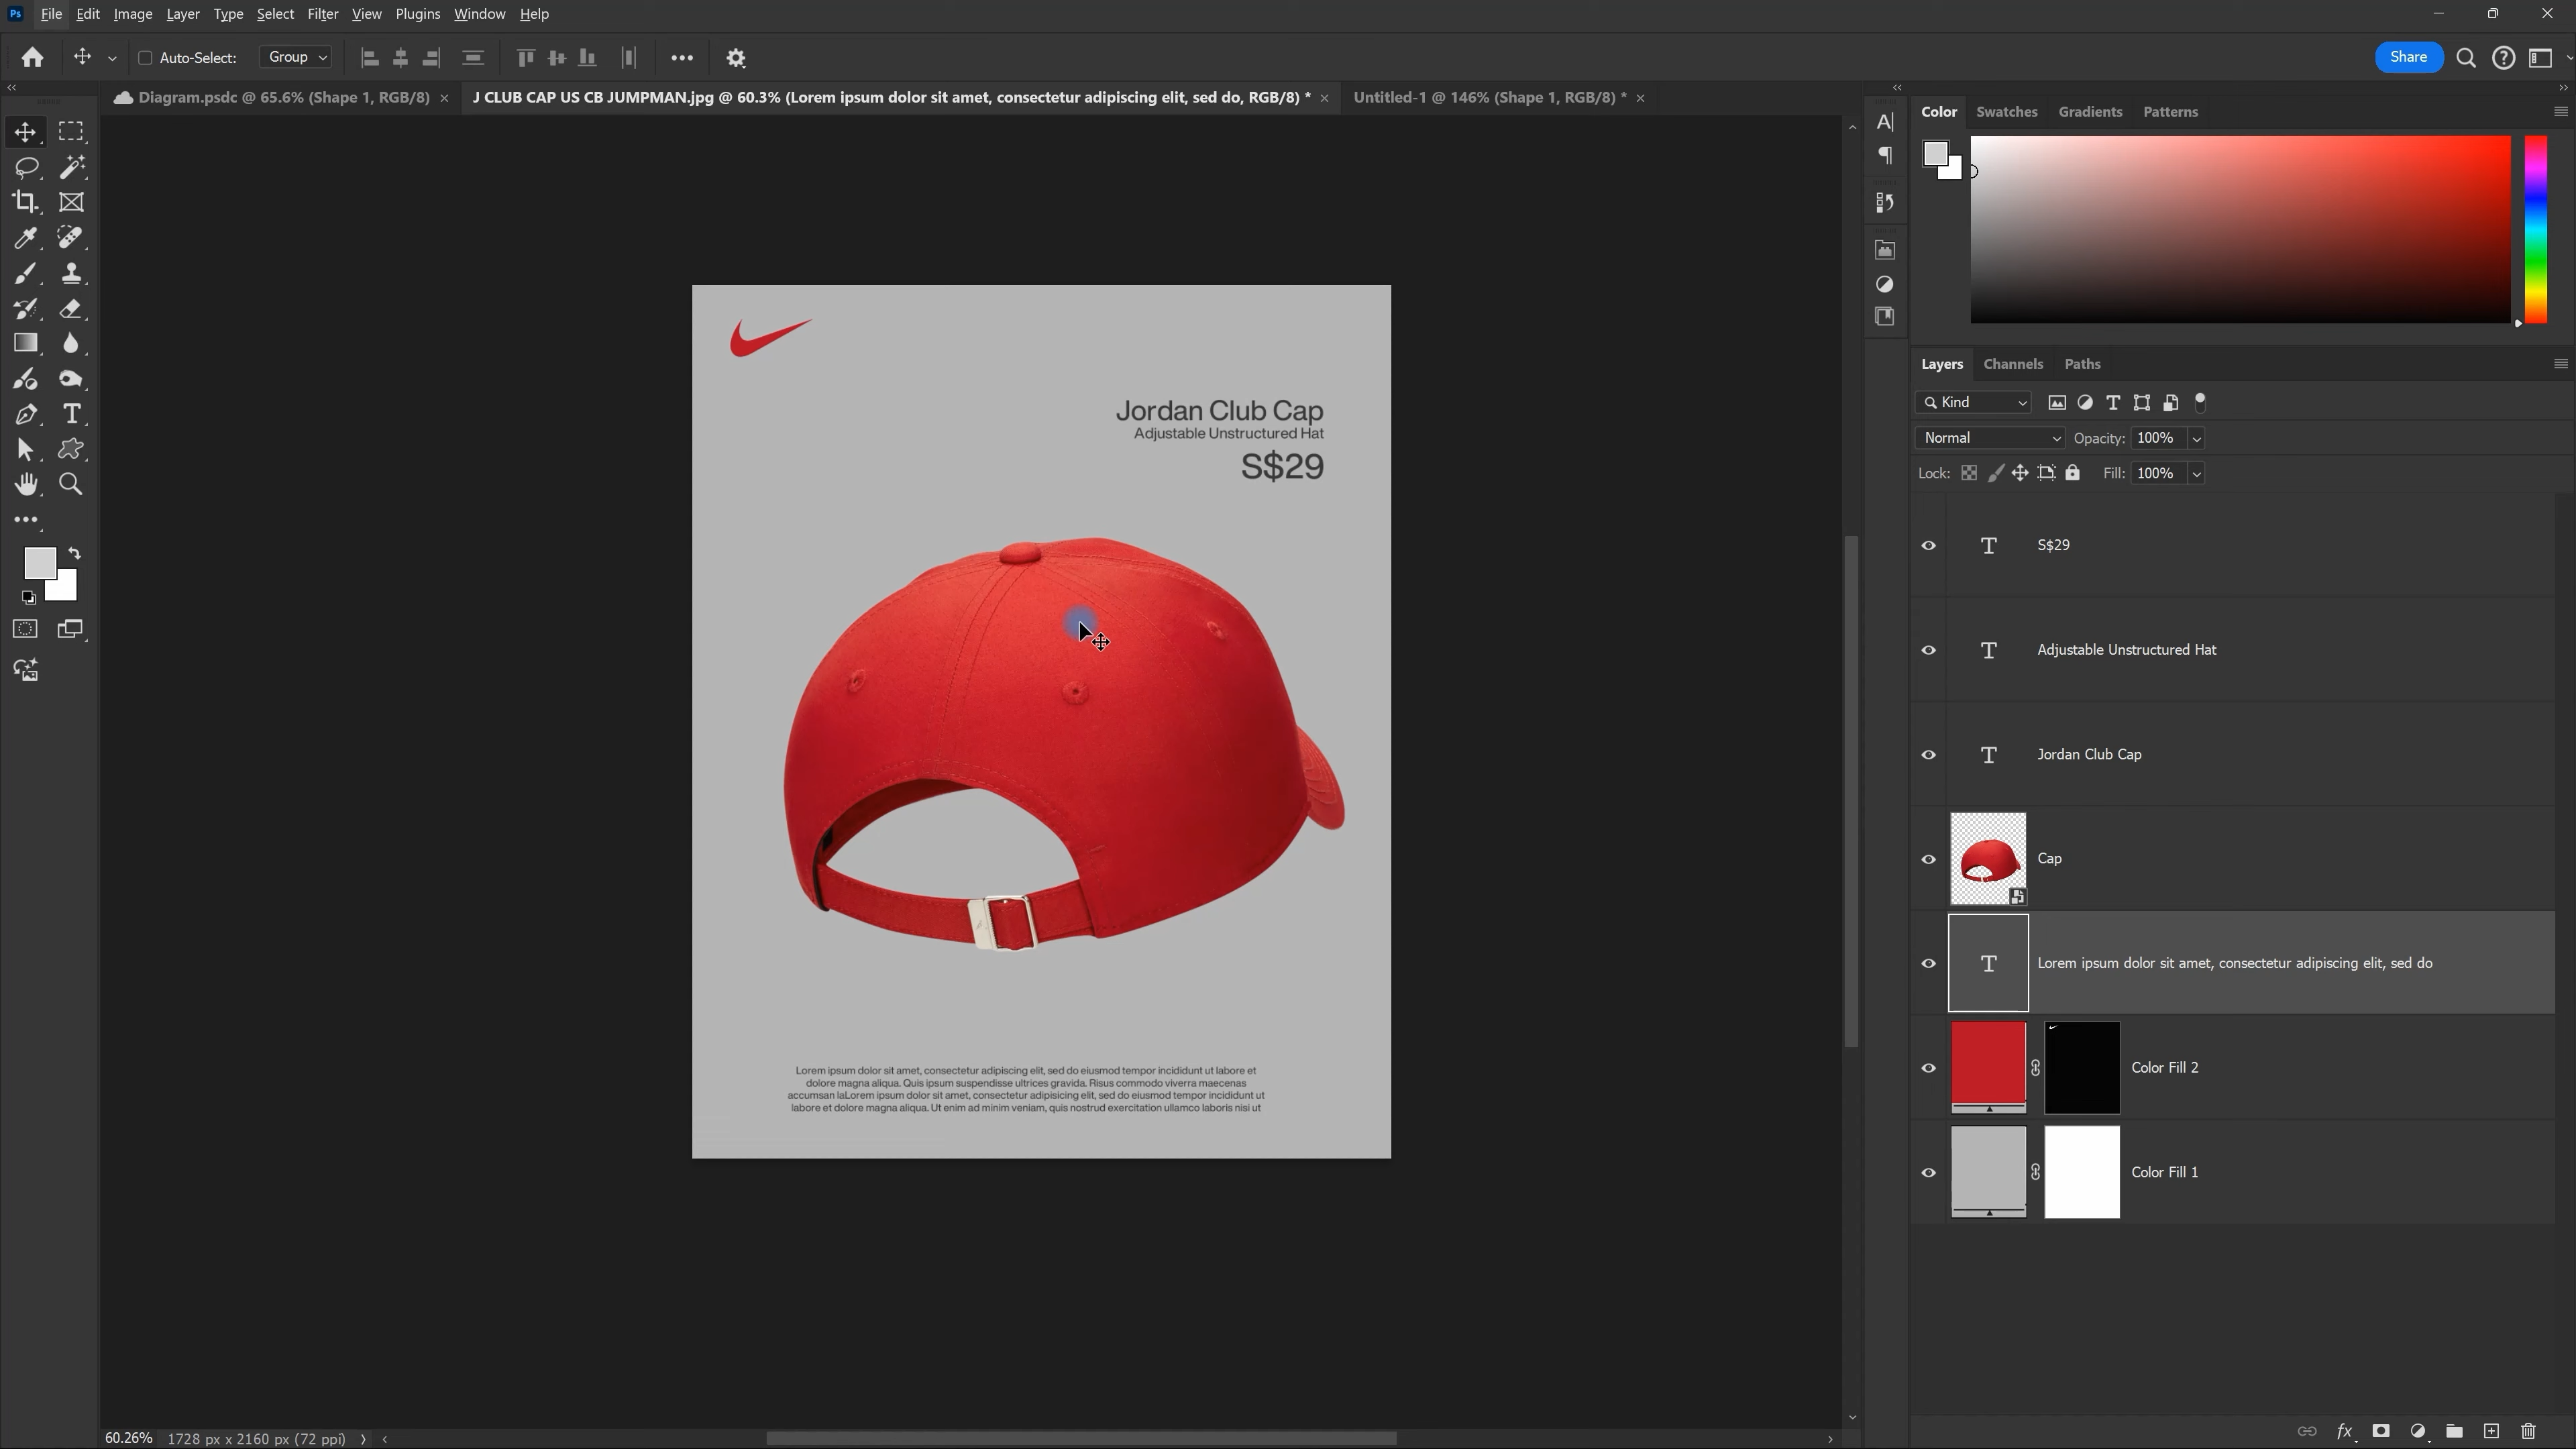 Ps File Edit Image Layer Type Select Filter View Plugins Window Help
Auto-Select: Group Share
Diagram.psdc @ 65.6% (Shape 1, RGB/8) J CLUB CAP US CB JUMPMAN.jpg @ 60.3% (Lorem ipsum dolor sit amet, consectetur adipiscing elit, sed do, RGB/8) * Untitled-1 @ 146% (Shape 1, RGB/8) *
Jordan Club Cap
Adjustable Unstructured Hat
S$29
Lorem ipsum dolor sit amet, consectetur adipiscing elit, sed do eiusmod tempor incididunt ut labore et
dolore magna aliqua. Quis ipsum suspendisse ultrices gravida. Risus commodo viverra maecenas
accumsan laLorem ipsum dolor sit amet, consectetur adipisicing elit, sed do eiusmod tempor incididunt ut
labore et dolore magna aliqua. Ut enim ad minim veniam, quis nostrud exercitation ullamco laboris nisi ut
60.26% 1728 px x 2160 px (72 ppi)
Color Swatches Gradients Patterns
Layers Channels Paths
Kind
Normal Opacity: 100%
Lock: Fill: 100%
S$29
Adjustable Unstructured Hat
Jordan Club Cap
Cap
Lorem ipsum dolor sit amet, consectetur adipiscing elit, sed do
Color Fill 2
Color Fill 1
fx